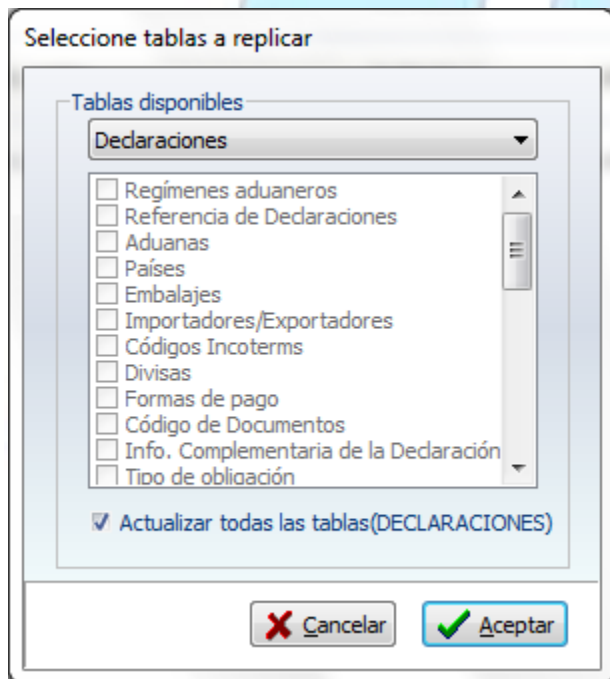 Seleccione tablas a replicar
Tablas disponibles
Declaraciones
Regímenes aduaneros
Referencia de Declaraciones
Aduanas
Países
Embalajes
Importadores/Exportadores
Códigos Incoterms
Divisas
Formas de pago
Código de Documentos
Info. Complementaria de la Declaración
Tipo de obligación
Actualizar todas las tablas(DECLARACIONES)
Cancelar
Aceptar